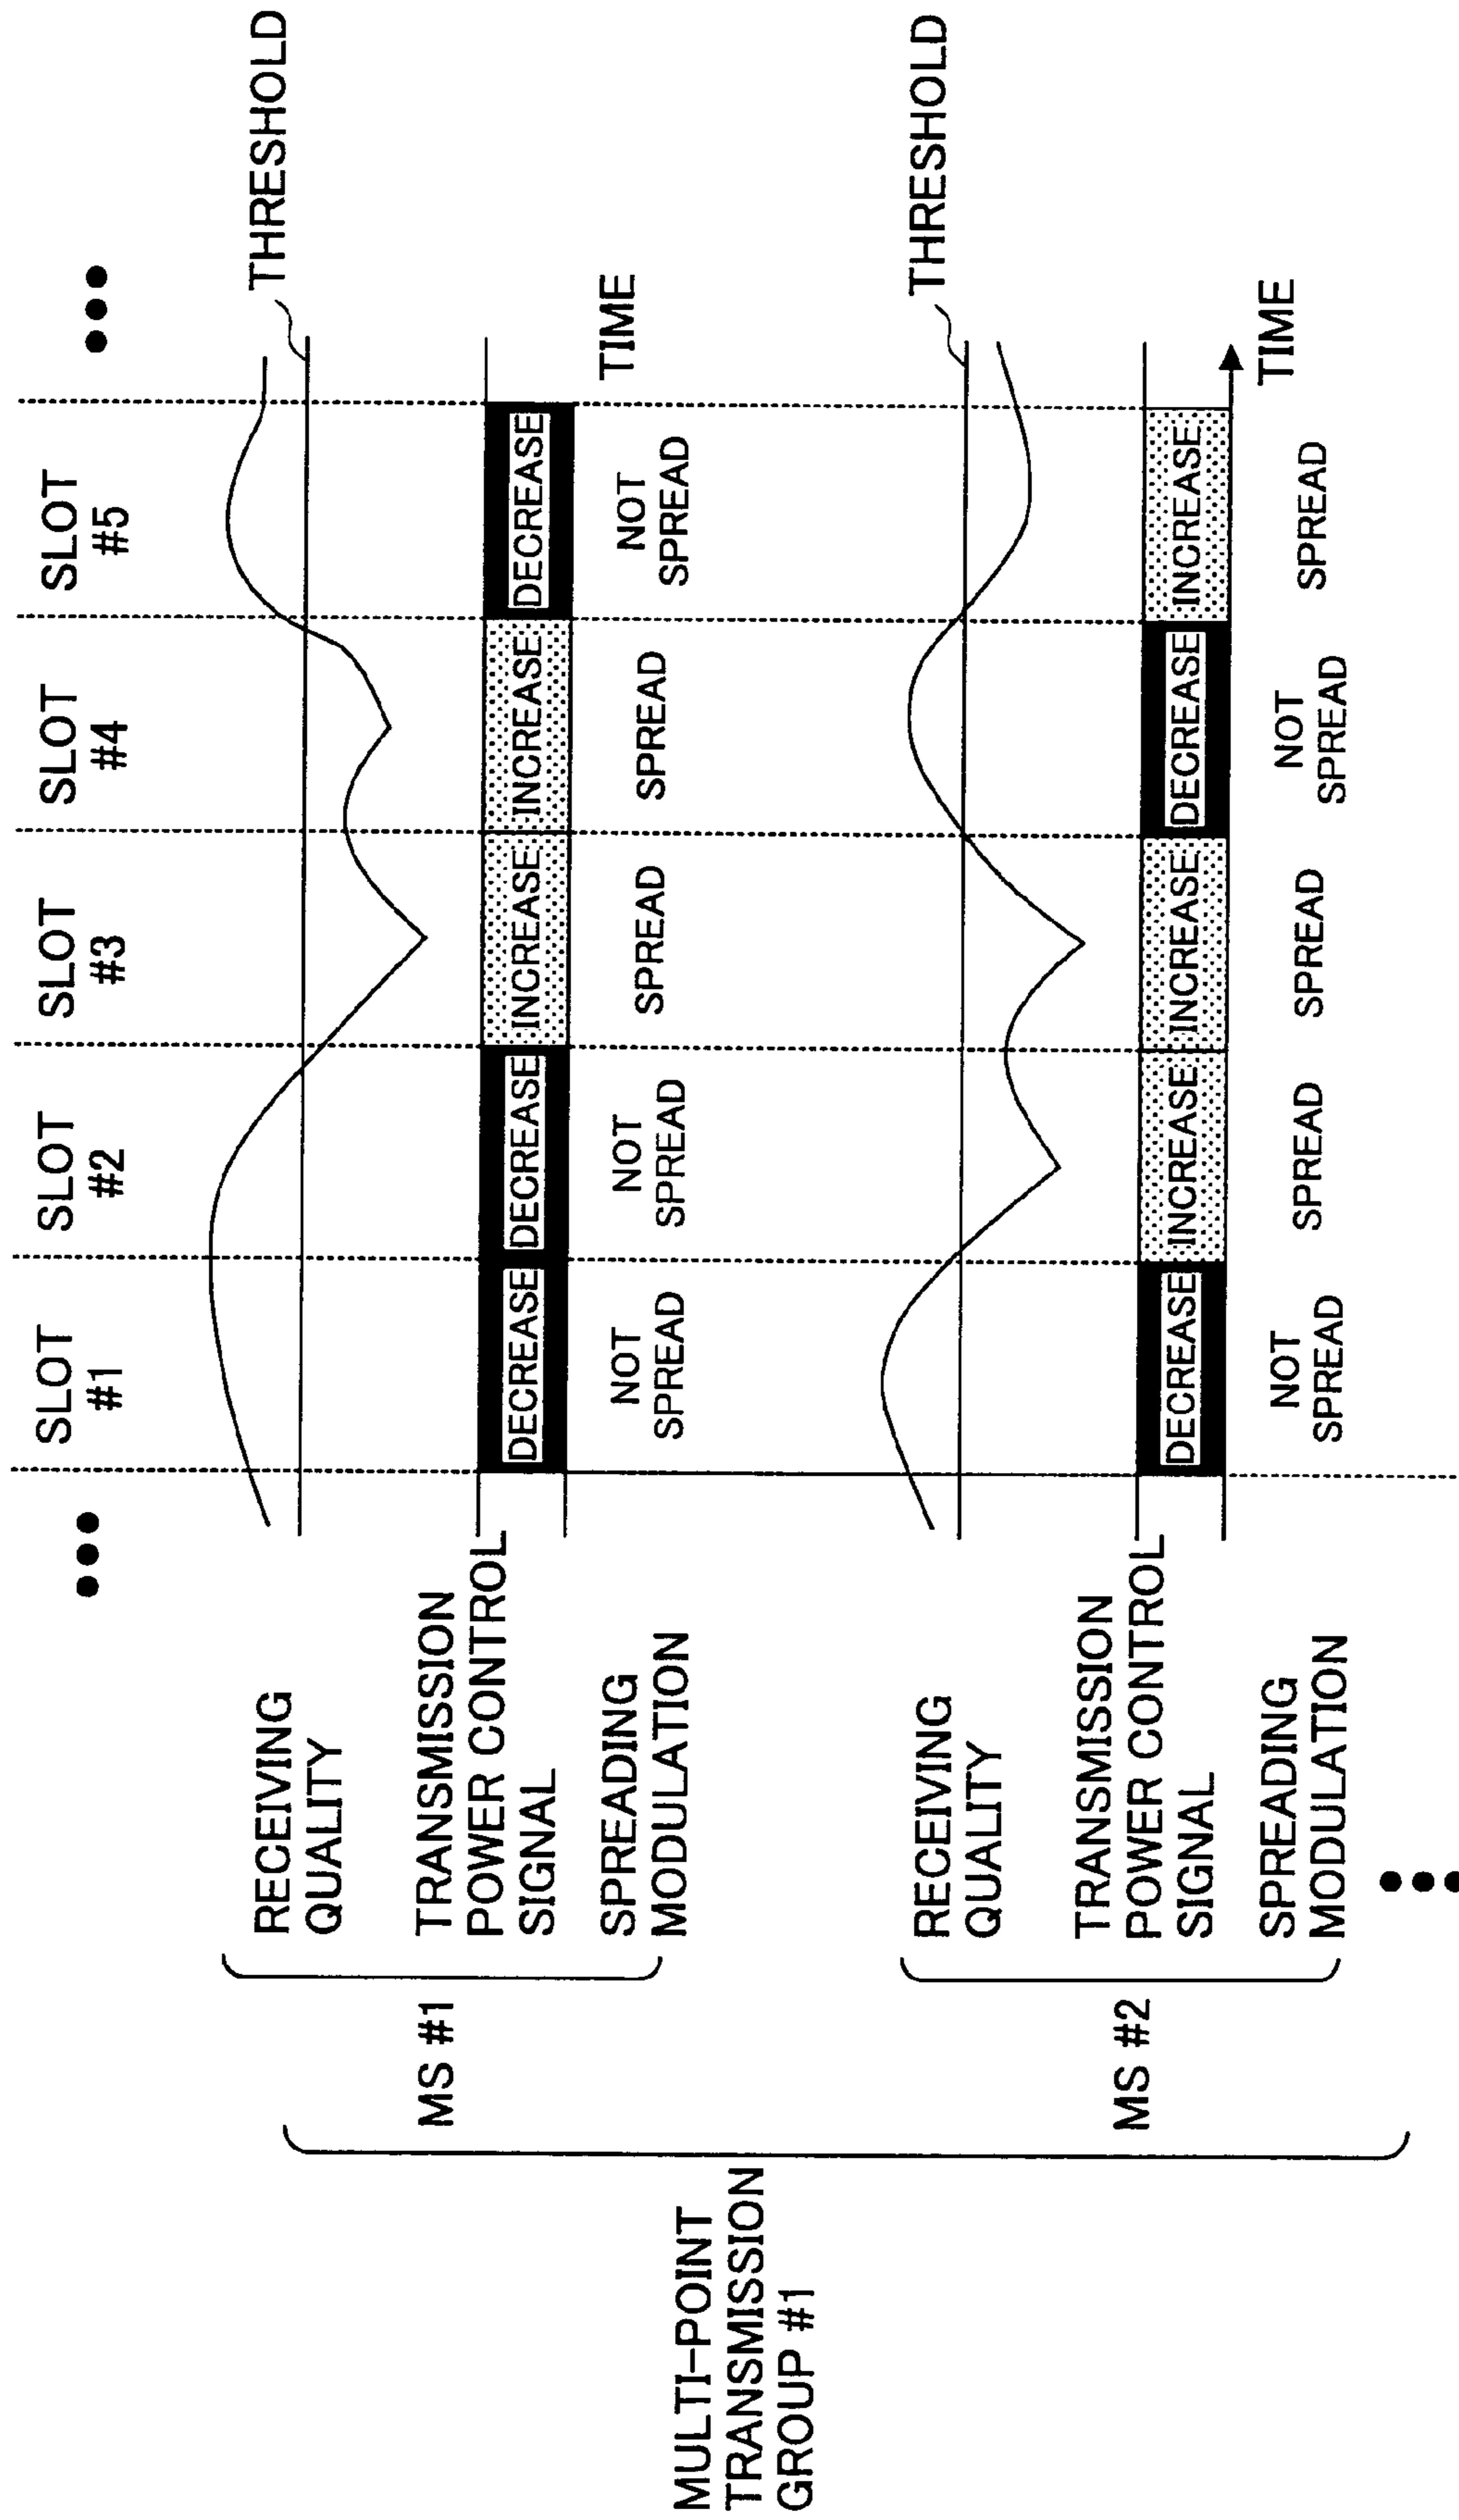 SLOT
#1
SLOT
#2
SLOT
#3
SLOT
#4
SLOT
#5
MULTI-POINT
TRANSMISSION
GROUP #1
MS #1
RECEIVING
QUALITY
THRESHOLD
TRANSMISSION
POWER CONTROL
SIGNAL
DECREASE
DECREASE
INCREASE
INCREASE
DECREASE
TIME
SPREADING
MODULATION
NOT
SPREAD
NOT
SPREAD
SPREAD
SPREAD
NOT
SPREAD
MS #2
RECEIVING
QUALITY
THRESHOLD
TRANSMISSION
POWER CONTROL
SIGNAL
DECREASE
INCREASE
INCREASE
DECREASE
INCREASE
TIME
SPREADING
MODULATION
NOT
SPREAD
SPREAD
SPREAD
NOT
SPREAD
SPREAD